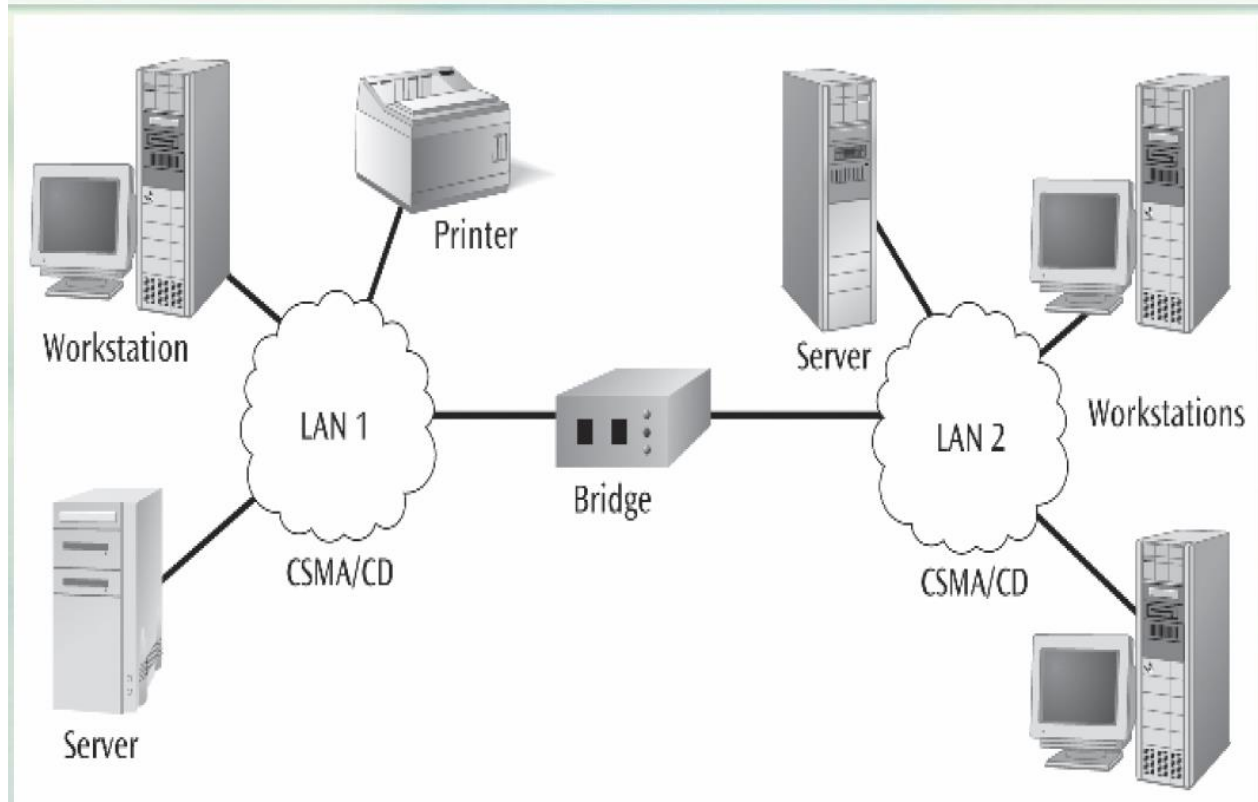 Printer
Workstation
Server
LAN 1
Workstations
LAN 2
Bridge
CSMA/CD
CSMA/CD
Server